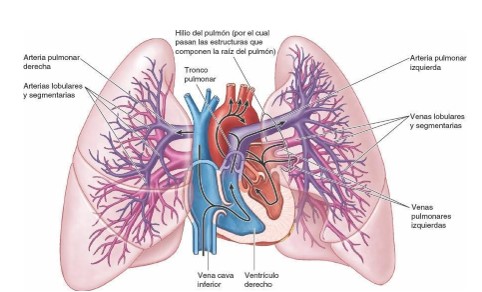 Hilio del pulmón (por el cual
pasan las estructuras que
componen la raíz del pulmón)
Arteria pulmonar
derecha
Arterias lobulares
y segmentarias
Tronco
pulmonar
Arteria pulmonar
izquierda
Venas lobulares
y segmentarias
Venas
pulmonares
izquierdas
Vena cava
inferior
Ventrículo
derecho